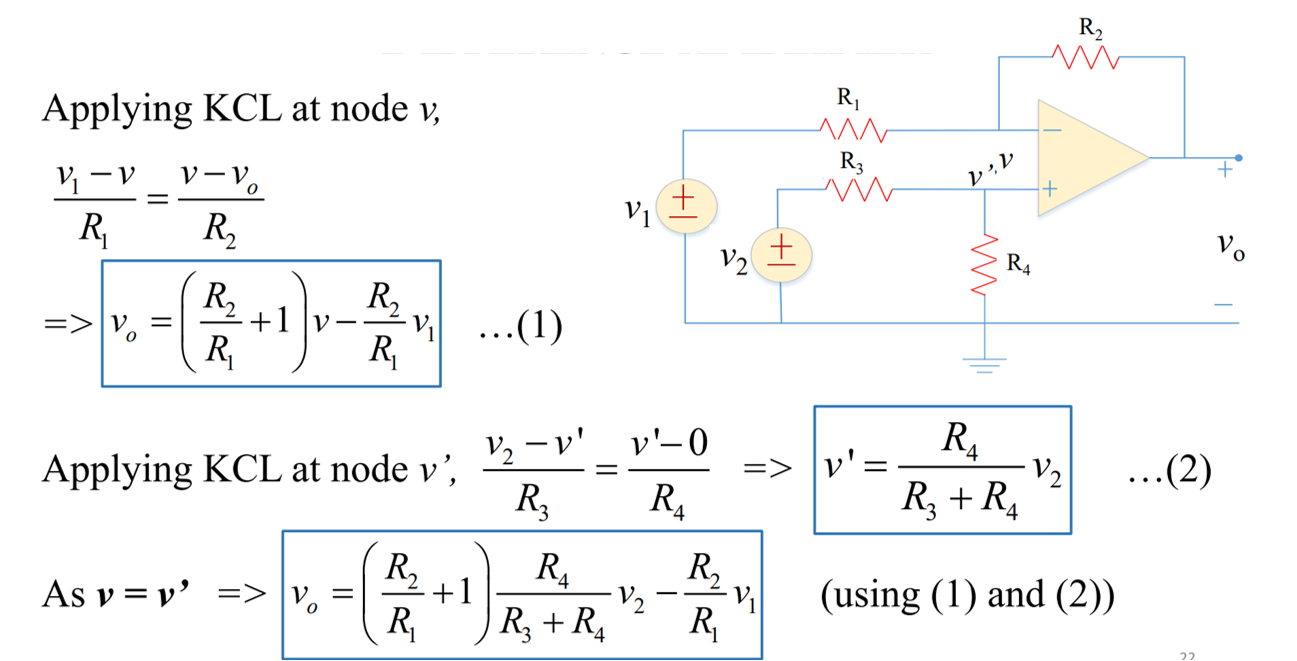 Applying KCL at node v,
(v₁ − v)/R₁ = (v − vₒ)/R₂
=> vₒ = (R₂/R₁ + 1)v − (R₂/R₁)v₁ …(1)
R₂
R₁
R₃
v', v
−
+
v₁
+
−
v₂
+
−
R₄
+
vₒ
−
Applying KCL at node v’, (v₂ − v')/R₃ = (v' − 0)/R₄ => v' = R₄/(R₃ + R₄) v₂ …(2)
As v = v’ => vₒ = (R₂/R₁ + 1) R₄/(R₃ + R₄) v₂ − (R₂/R₁)v₁ (using (1) and (2))
22